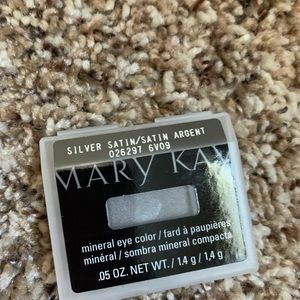 SILVER SATIN/SATIN ARGENT
026297 6V09
MARY KAY
mineral eye color / fard à paupières
minéral / sombra mineral compacta
.05 OZ. NET WT. / 1,4 g / 1,4 g